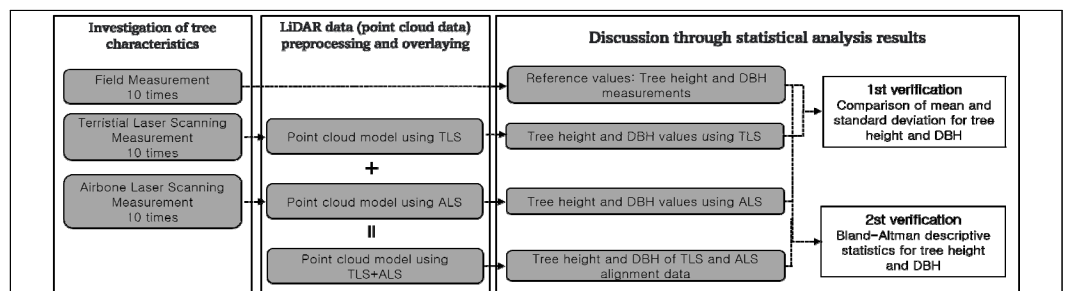 Investigation of tree
characteristics
Field Measurement
10 times
Terristial Laser Scanning
Measurement
10 times
Airbone Laser Scanning
Measurement
10 times
LiDAR data (point cloud data)
preprocessing and overlaying
Point cloud model using TLS
+
Point cloud model using ALS
=
Point cloud model using
TLS+ALS
Discussion through statistical analysis results
Reference values: Tree height and DBH
measurements
Tree height and DBH values using TLS
Tree height and DBH values using ALS
Tree height and DBH of TLS and ALS
alignment data
1st verification
Comparison of mean and
standard deviation for tree
height and DBH
2st verification
Bland-Altman descriptive
statistics for tree height
and DBH